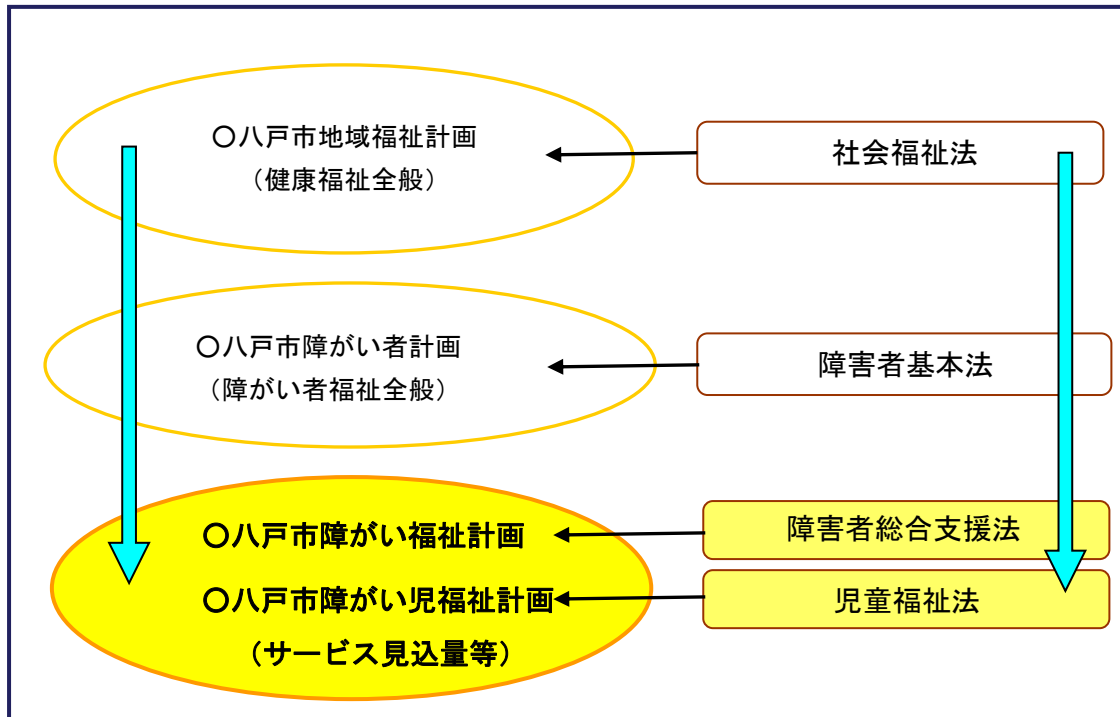 〇八戸市地域福祉計画
（健康福祉全般）
社会福祉法
〇八戸市障がい者計画
（障がい者福祉全般）
障害者基本法
〇八戸市障がい福祉計画
障害者総合支援法
〇八戸市障がい児福祉計画
児童福祉法
（サービス見込量等）